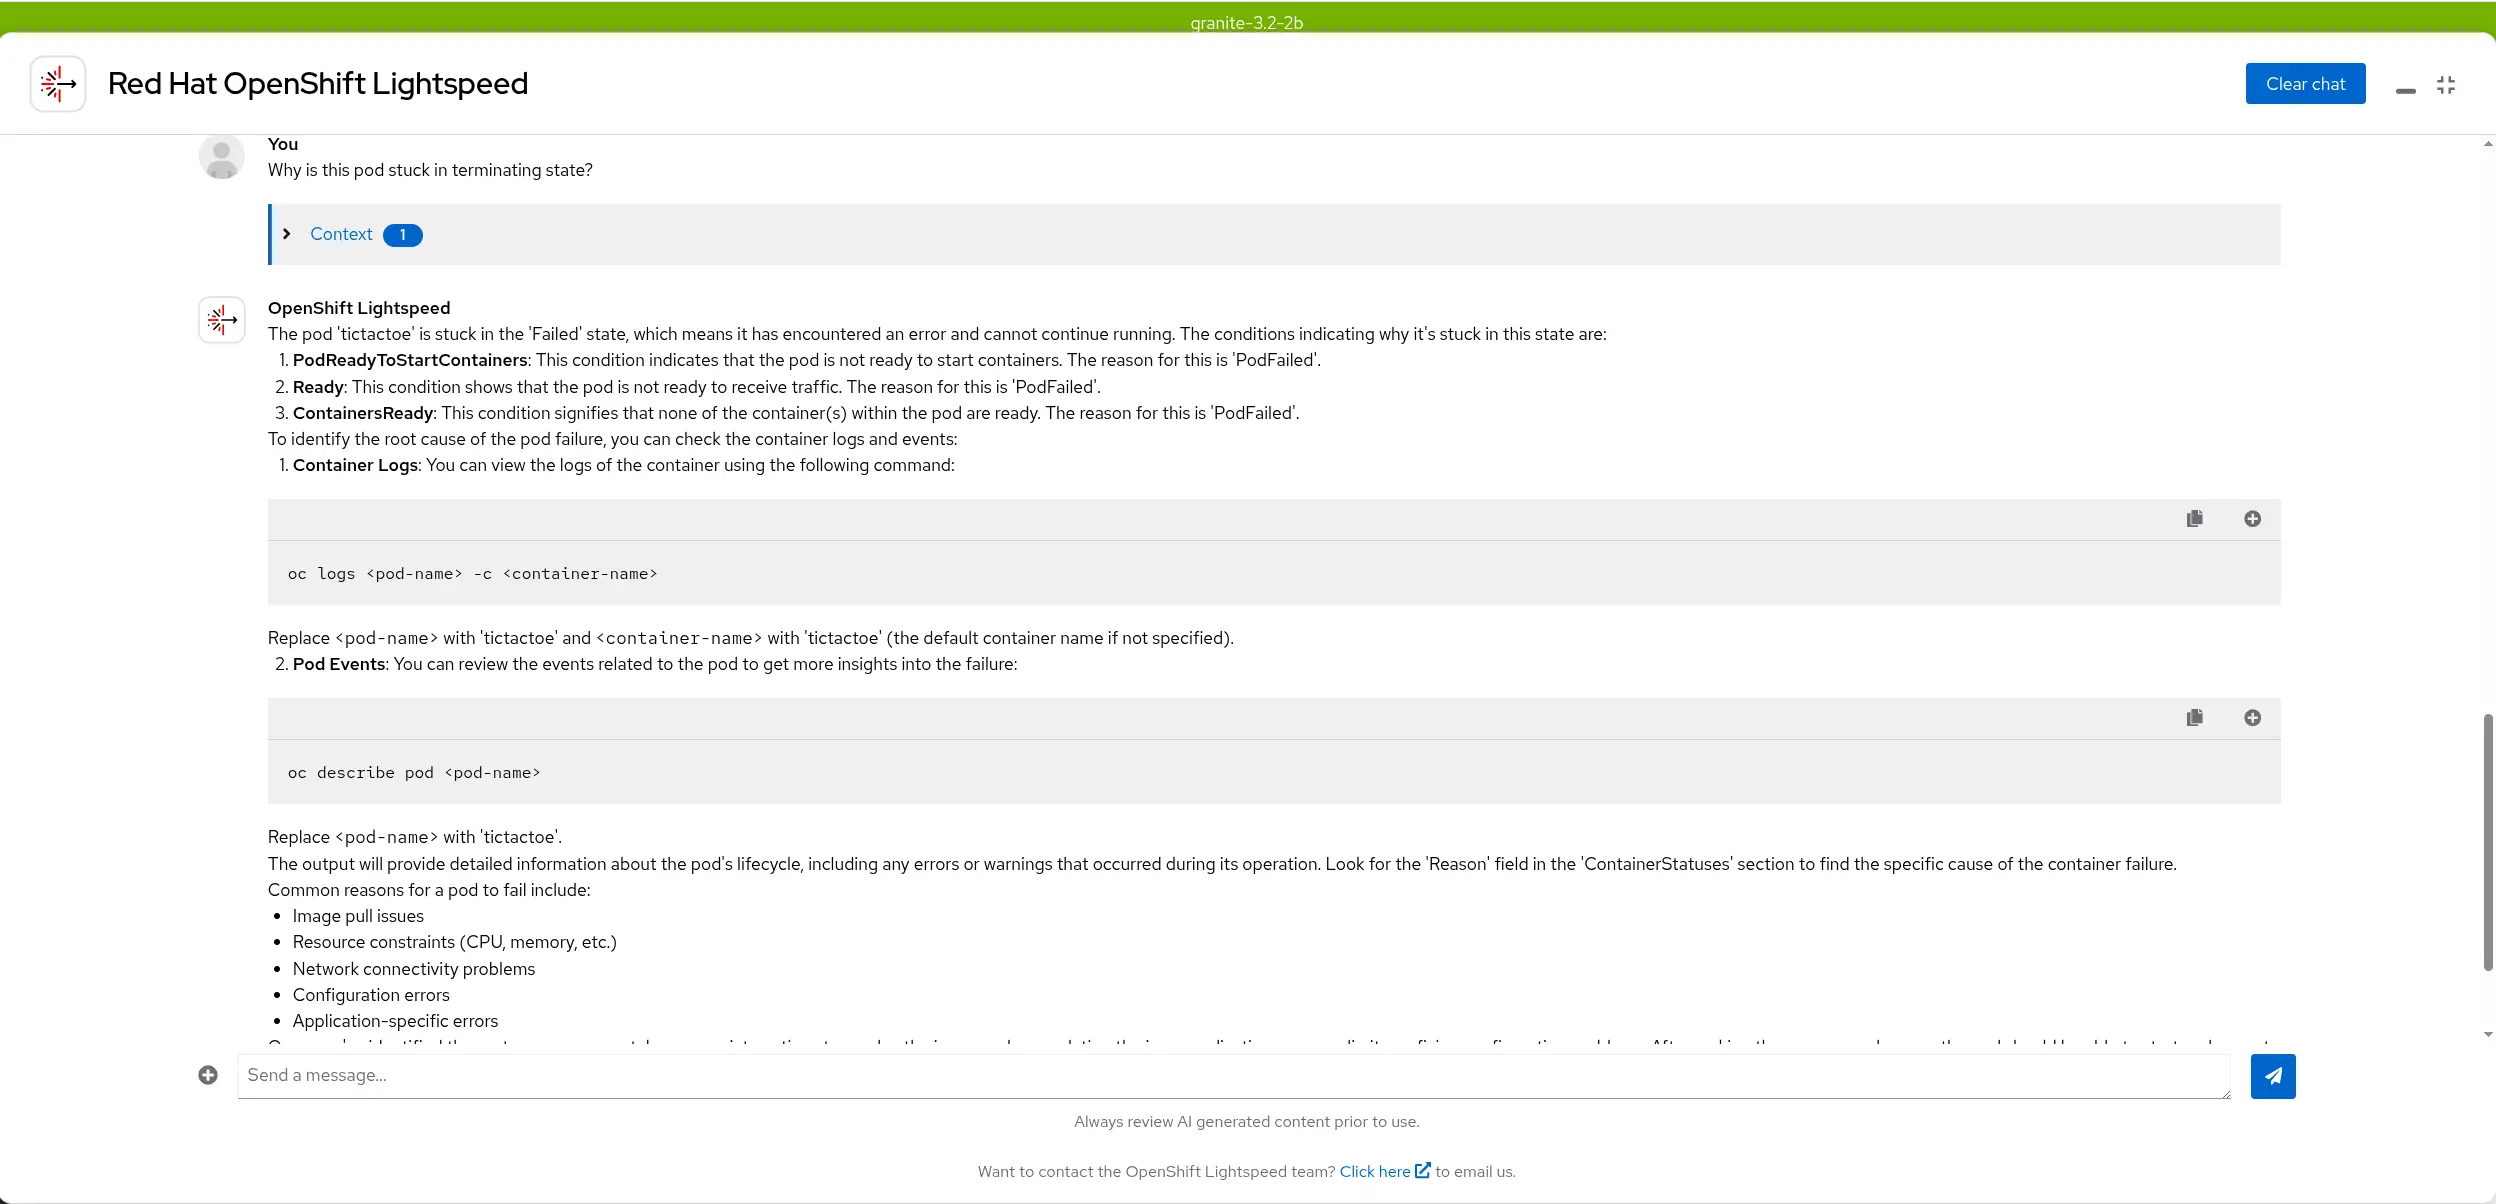 granite-3.2-2b
Red Hat OpenShift Lightspeed
Clear chat
You
Why is this pod stuck in terminating state?
Context 1
OpenShift Lightspeed
The pod 'tictactoe' is stuck in the 'Failed' state, which means it has encountered an error and cannot continue running. The conditions indicating why it's stuck in this state are:
1. PodReadyToStartContainers: This condition indicates that the pod is not ready to start containers. The reason for this is 'PodFailed'.
2. Ready: This condition shows that the pod is not ready to receive traffic. The reason for this is 'PodFailed'.
3. ContainersReady: This condition signifies that none of the container(s) within the pod are ready. The reason for this is 'PodFailed'.
To identify the root cause of the pod failure, you can check the container logs and events:
1. Container Logs: You can view the logs of the container using the following command:
oc logs <pod-name> -c <container-name>
Replace <pod-name> with 'tictactoe' and <container-name> with 'tictactoe' (the default container name if not specified).
2. Pod Events: You can review the events related to the pod to get more insights into the failure:
oc describe pod <pod-name>
Replace <pod-name> with 'tictactoe'.
The output will provide detailed information about the pod's lifecycle, including any errors or warnings that occurred during its operation. Look for the 'Reason' field in the 'ContainerStatuses' section to find the specific cause of the container failure.
Common reasons for a pod to fail include:
• Image pull issues
• Resource constraints (CPU, memory, etc.)
• Network connectivity problems
• Configuration errors
• Application-specific errors
Send a message...
Always review AI generated content prior to use.
Want to contact the OpenShift Lightspeed team? Click here to email us.